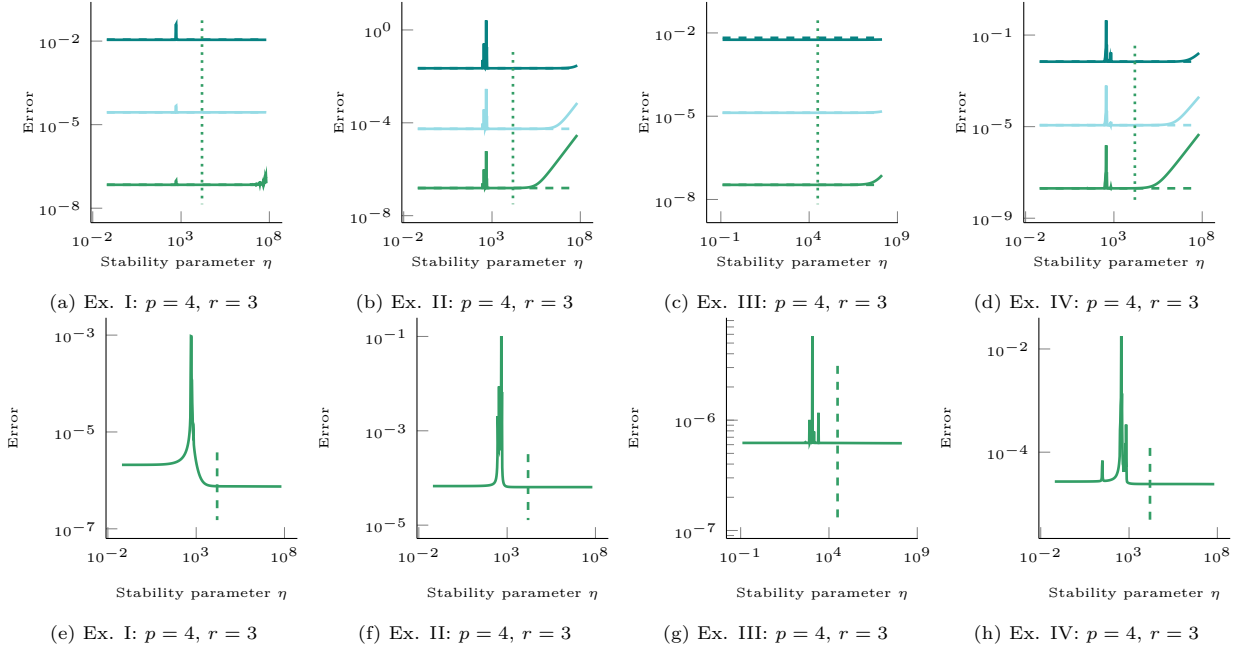 10^−2
10^−5
10^−8
10^−2
10^3
10^8
Error
Stability parameter η
(a) Ex. I: p = 4, r = 3
10^0
10^−4
10^−8
10^−2
10^3
10^8
Error
Stability parameter η
(b) Ex. II: p = 4, r = 3
10^−2
10^−5
10^−8
10^−1
10^4
10^9
Error
Stability parameter η
(c) Ex. III: p = 4, r = 3
10^−1
10^−5
10^−9
10^−2
10^3
10^8
Error
Stability parameter η
(d) Ex. IV: p = 4, r = 3
10^−3
10^−5
10^−7
10^−2
10^3
10^8
Error
Stability parameter η
(e) Ex. I: p = 4, r = 3
10^−1
10^−3
10^−5
10^−2
10^3
10^8
Error
Stability parameter η
(f) Ex. II: p = 4, r = 3
10^−6
10^−7
10^−1
10^4
10^9
Error
Stability parameter η
(g) Ex. III: p = 4, r = 3
10^−2
10^−4
10^−2
10^3
10^8
Error
Stability parameter η
(h) Ex. IV: p = 4, r = 3